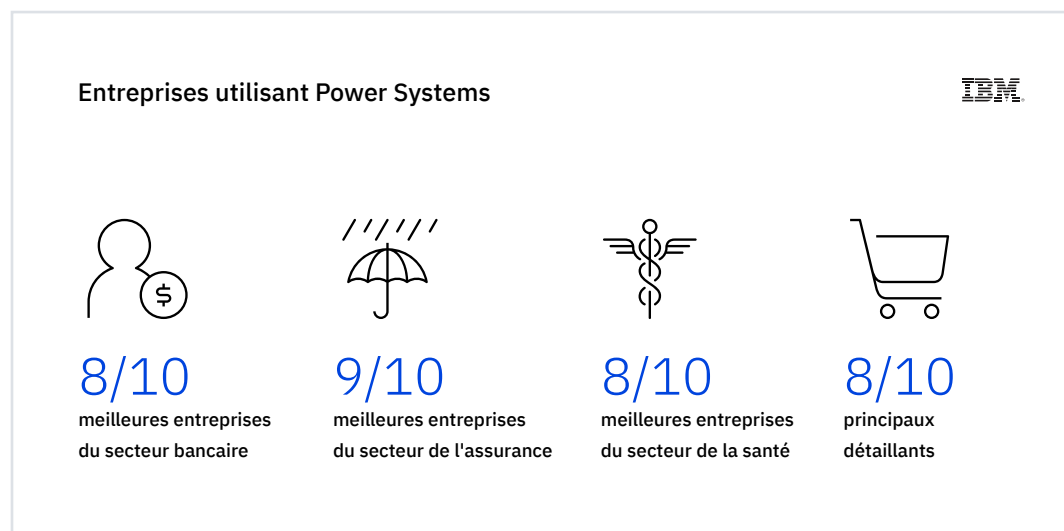 Entreprises utilisant Power Systems
IBM®
$
8/10
meilleures entreprises
du secteur bancaire
9/10
meilleures entreprises
du secteur de l'assurance
8/10
meilleures entreprises
du secteur de la santé
8/10
principaux
détaillants